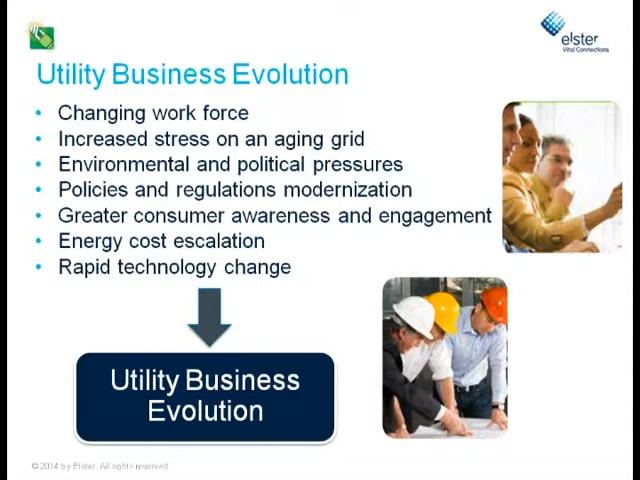 elster
Vital Connections
Utility Business Evolution
• Changing work force
• Increased stress on an aging grid
• Environmental and political pressures
• Policies and regulations modernization
• Greater consumer awareness and engagement
• Energy cost escalation
• Rapid technology change
Utility Business
Evolution
© 2014 by Elster. All rights reserved